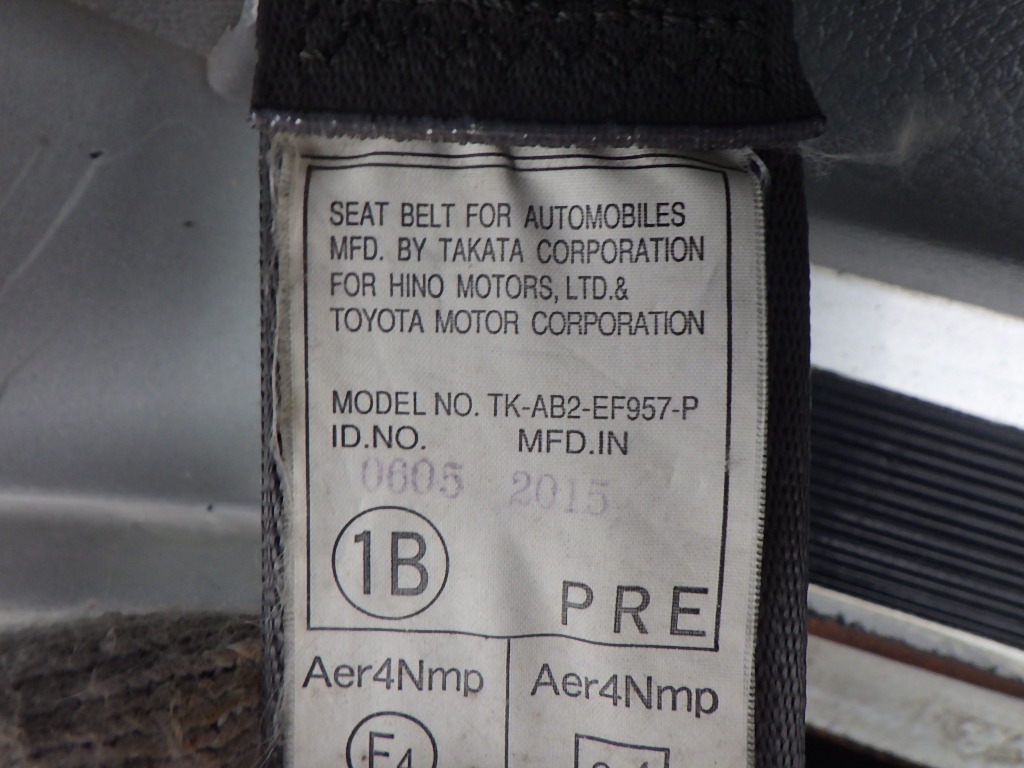 SEAT BELT FOR AUTOMOBILES
MFD. BY TAKATA CORPORATION
FOR HINO MOTORS, LTD.&
TOYOTA MOTOR CORPORATION
MODEL NO. TK-AB2-EF957-P
ID.NO. MFD.IN
0605 2015
1B PRE
Aer4Nmp Aer4Nmp
E4